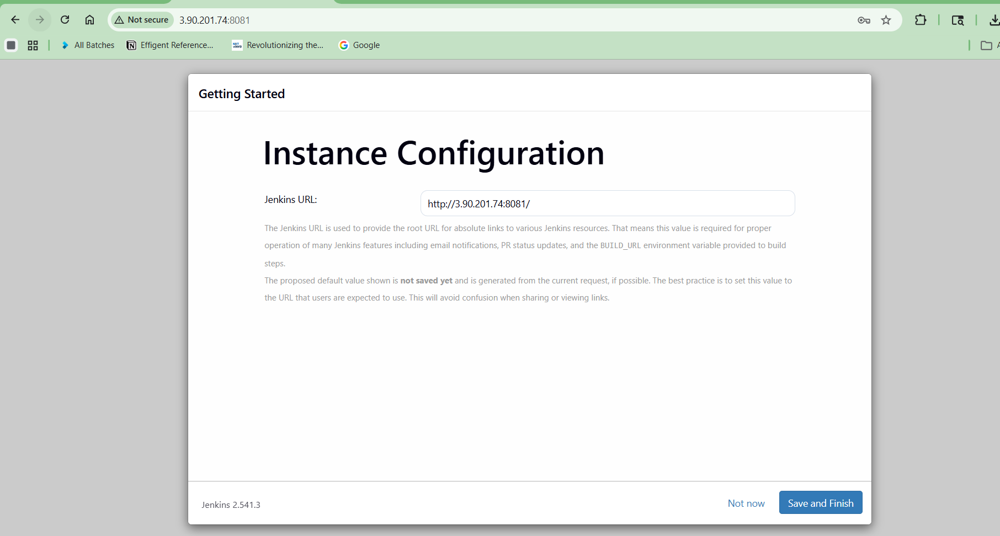 Not secure
3.90.201.74:8081
All Batches
Effigent Reference...
NXT
WAVE
Revolutionizing the...
Google
Getting Started
Instance Configuration
Jenkins URL:
http://3.90.201.74:8081/
The Jenkins URL is used to provide the root URL for absolute links to various Jenkins resources. That means this value is required for proper
operation of many Jenkins features including email notifications, PR status updates, and the BUILD_URL environment variable provided to build
steps.
The proposed default value shown is not saved yet and is generated from the current request, if possible. The best practice is to set this value to
the URL that users are expected to use. This will avoid confusion when sharing or viewing links.
Jenkins 2.541.3
Not now
Save and Finish